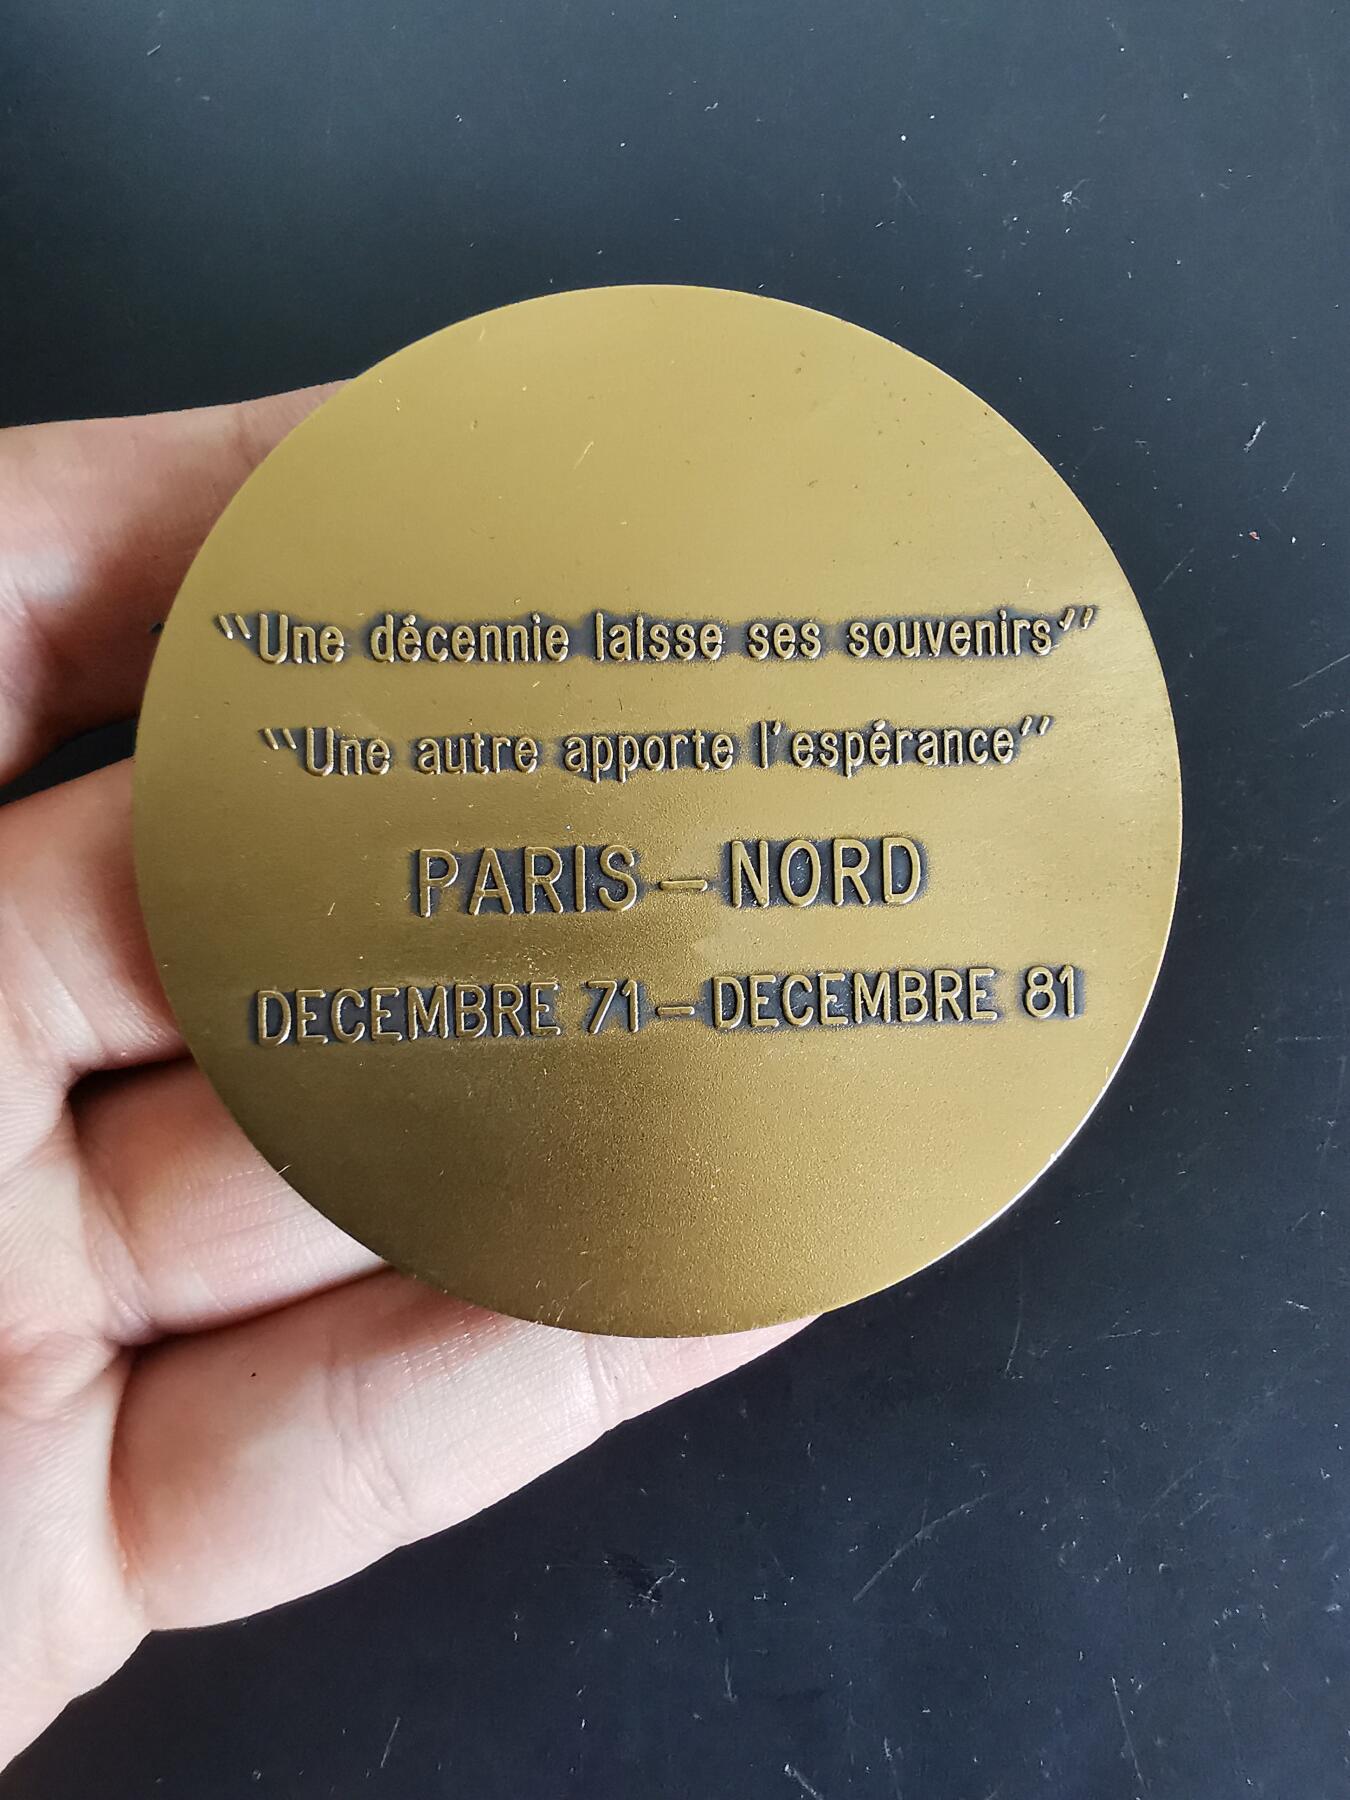 “Une décennie laisse ses souvenirs”
“Une autre apporte l'espérance”
PARIS – NORD
DECEMBRE 71 – DECEMBRE 81